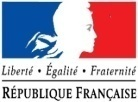 Liberté • Égalité • Fraternité
RÉPUBLIQUE FRANÇAISE